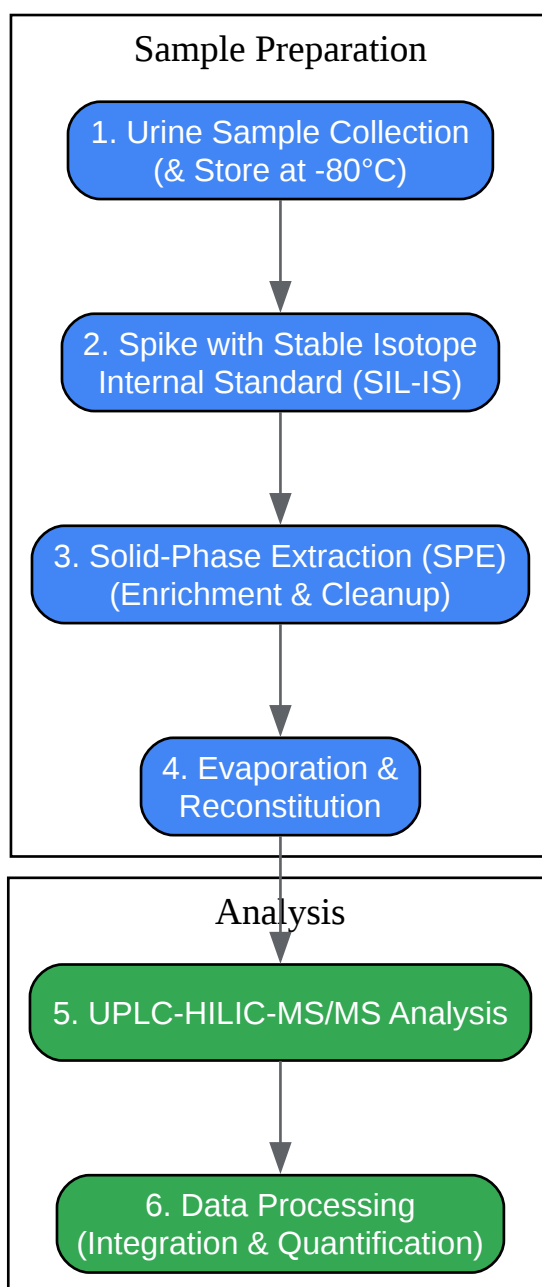 Sample Preparation
1. Urine Sample Collection
(& Store at -80°C)
2. Spike with Stable Isotope
Internal Standard (SIL-IS)
3. Solid-Phase Extraction (SPE)
(Enrichment & Cleanup)
4. Evaporation &
Reconstitution
Analysis
5. UPLC-HILIC-MS/MS Analysis
6. Data Processing
(Integration & Quantification)